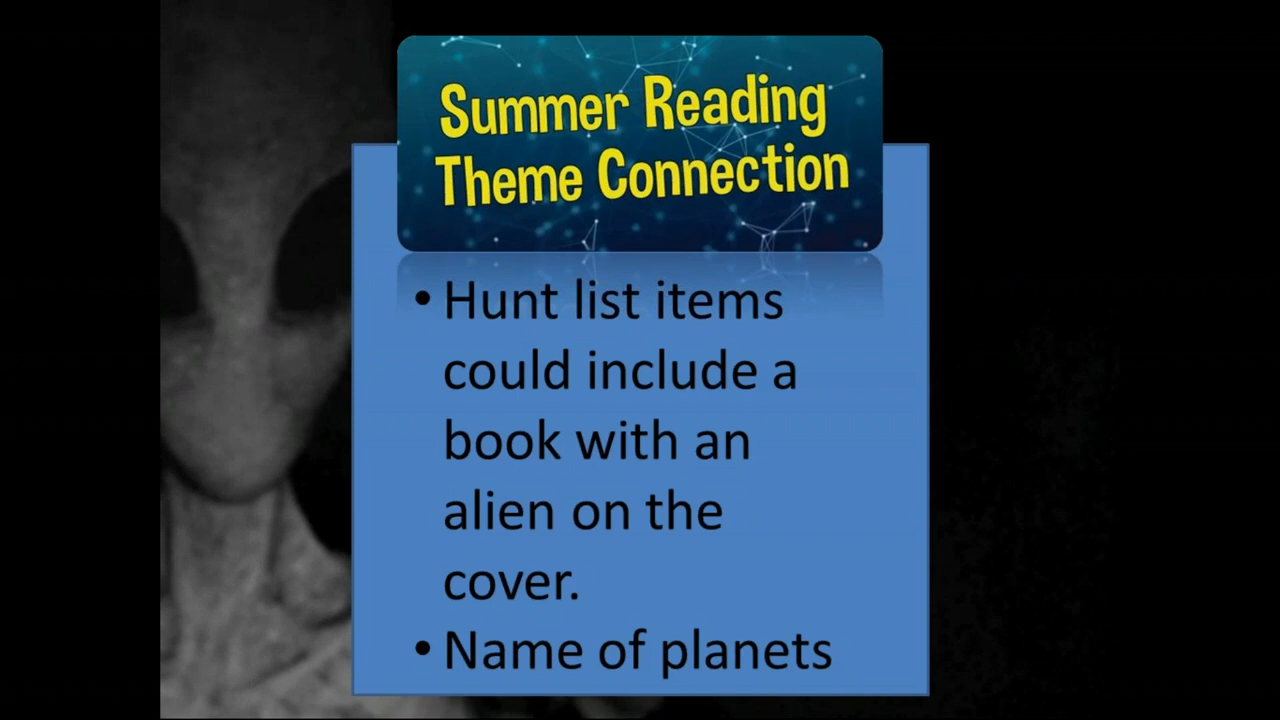 Summer Reading
Theme Connection
• Hunt list items
could include a
book with an
alien on the
cover.
• Name of planets